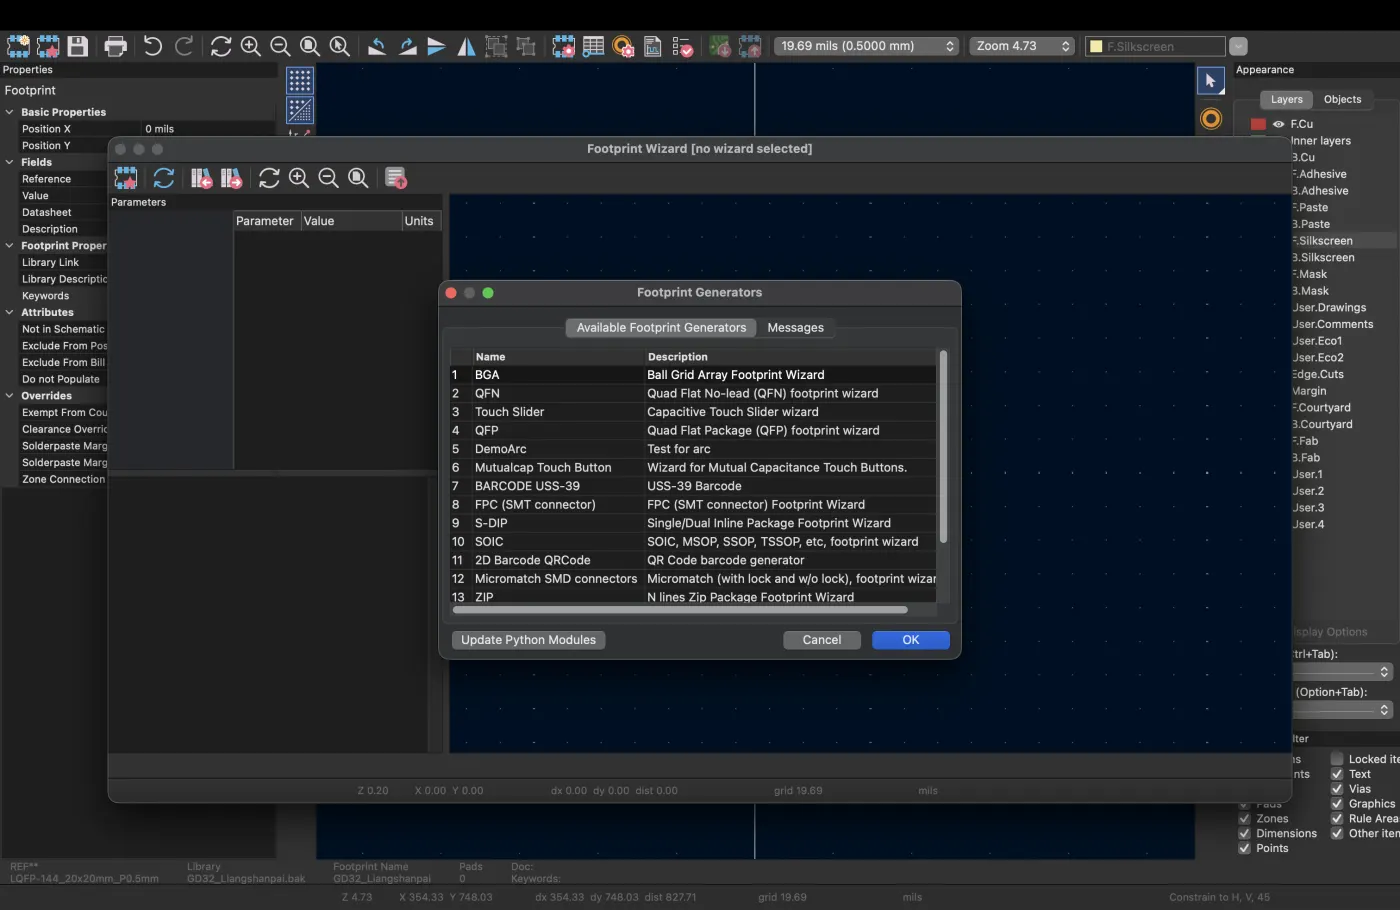 19.69 mils (0.5000 mm)
Zoom 4.73
F.Silkscreen
Properties
Footprint
Basic Properties
Position X 0 mils
Position Y
Fields
Reference
Value
Datasheet
Description
Footprint Proper
Library Link
Library Descriptio
Keywords
Attributes
Not in Schematic
Exclude From Pos
Exclude From Bill
Do not Populate
Overrides
Exempt From Cou
Clearance Overric
Solderpaste Marg
Solderpaste Marg
Zone Connection
Footprint Wizard [no wizard selected]
Parameters
Parameter Value Units
Footprint Generators
Available Footprint Generators Messages
Name Description
1 BGA Ball Grid Array Footprint Wizard
2 QFN Quad Flat No-lead (QFN) footprint wizard
3 Touch Slider Capacitive Touch Slider wizard
4 QFP Quad Flat Package (QFP) footprint wizard
5 DemoArc Test for arc
6 Mutualcap Touch Button Wizard for Mutual Capacitance Touch Buttons.
7 BARCODE USS-39 USS-39 Barcode
8 FPC (SMT connector) FPC (SMT connector) Footprint Wizard
9 S-DIP Single/Dual Inline Package Footprint Wizard
10 SOIC SOIC, MSOP, SSOP, TSSOP, etc, footprint wizard
11 2D Barcode QRCode QR Code barcode generator
12 Micromatch SMD connectors Micromatch (with lock and w/o lock), footprint wizar
13 ZIP N lines Zip Package Footprint Wizard
Update Python Modules Cancel OK
Z 0.20 X 0.00 Y 0.00 dx 0.00 dy 0.00 dist 0.00 grid 19.69 mils
Appearance
Layers Objects
F.Cu
Inner layers
B.Cu
F.Adhesive
B.Adhesive
F.Paste
B.Paste
F.Silkscreen
B.Silkscreen
F.Mask
B.Mask
User.Drawings
User.Comments
User.Eco1
User.Eco2
Edge.Cuts
Margin
F.Courtyard
B.Courtyard
F.Fab
B.Fab
User.1
User.2
User.3
User.4
isplay Options
trl+Tab):
(Option+Tab):
lter
ns Locked ite
nts Text
Vias
Pads Graphics
Zones Rule Area
Dimensions Other iten
Points
REF** Library Footprint Name Pads Doc:
LQFP-144_20x20mm_P0.5mm GD32_Liangshanpai.bak GD32_Liangshanpai 0 Keywords:
Z 4.73 X 354.33 Y 748.03 dx 354.33 dy 748.03 dist 827.71 grid 19.69 mils Constrain to H, V, 45